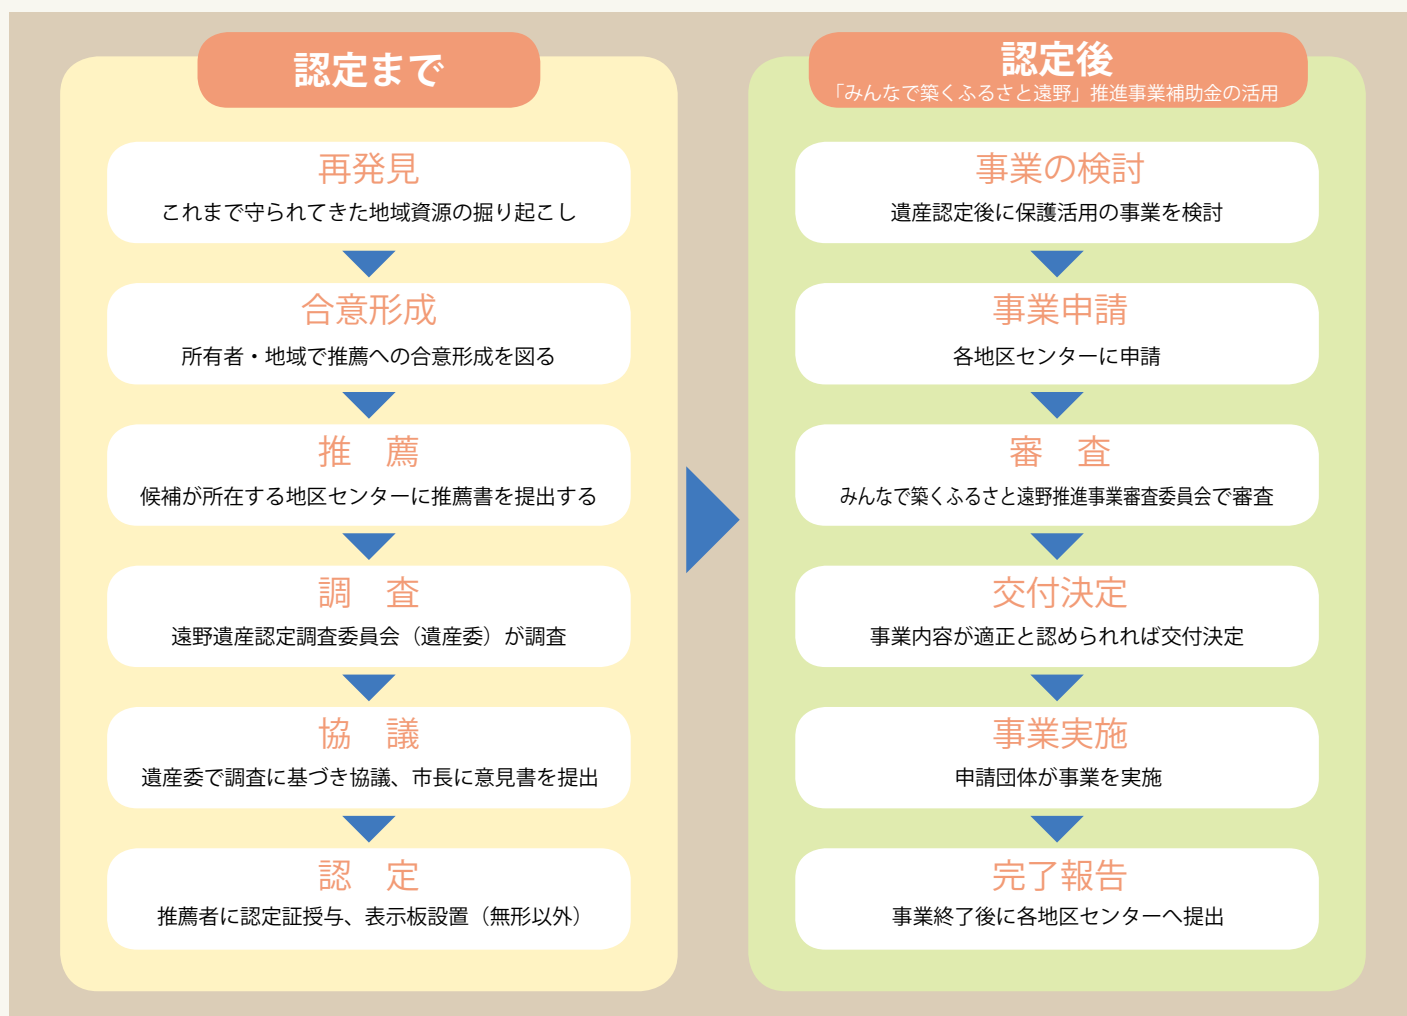 認定まで
再発見
これまで守られてきた地域資源の掘り起こし
合意形成
所有者・地域で推薦への合意形成を図る
推　薦
候補が所在する地区センターに推薦書を提出する
調　査
遠野遺産認定調査委員会（遺産委）が調査
協　議
遺産委で調査に基づき協議、市長に意見書を提出
認　定
推薦者に認定証授与、表示板設置（無形以外）
認定後
「みんなで築くふるさと遠野」推進事業補助金の活用
事業の検討
遺産認定後に保護活用の事業を検討
事業申請
各地区センターに申請
審　査
みんなで築くふるさと遠野推進事業審査委員会で審査
交付決定
事業内容が適正と認められれば交付決定
事業実施
申請団体が事業を実施
完了報告
事業終了後に各地区センターへ提出